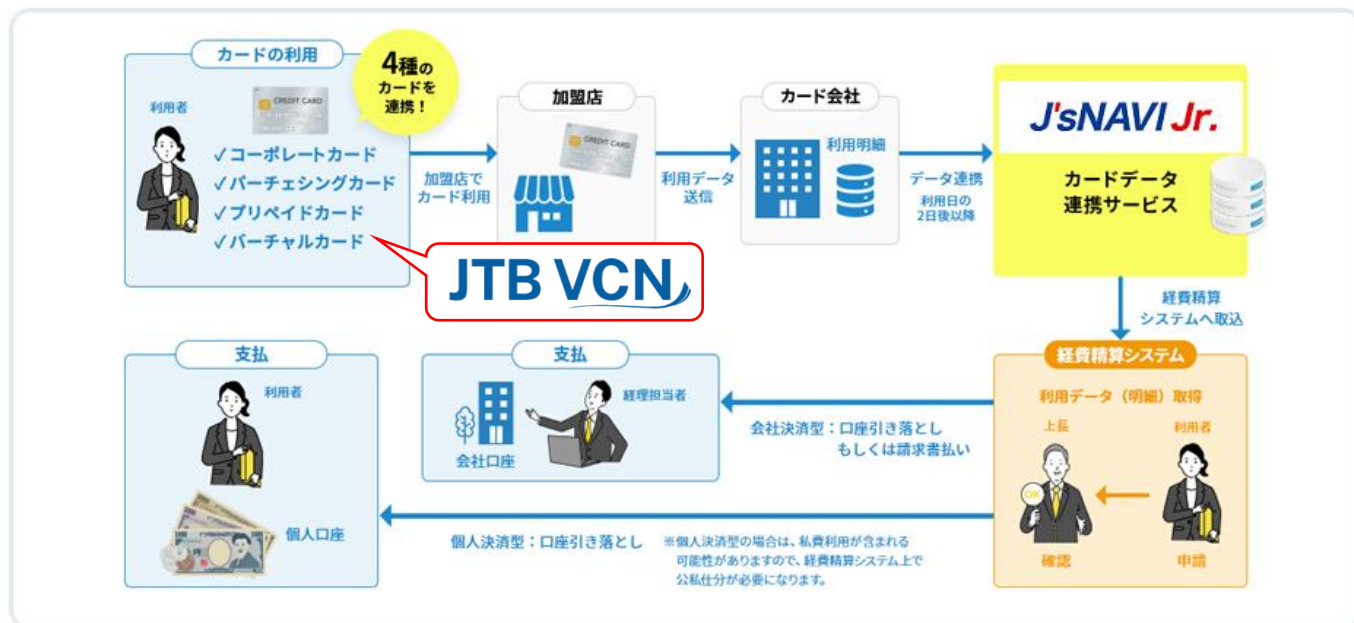 カードの利用
4種の
カードを
連携！
利用者
CREDIT CARD
✓コーポレートカード
✓パーチェシングカード
✓プリペイドカード
✓バーチャルカード
JTB VCN
加盟店で
カード利用
加盟店
CREDIT CARD
利用データ
送信
カード会社
利用明細
データ連携
利用日の
2日後以降
J'sNAVI Jr.
カードデータ
連携サービス
経費精算
システムへ取込
経費精算システム
利用データ（明細）取得
上長
利用者
OK
確認
申請
支払
経理担当者
会社口座
会社決済型：口座引き落とし
もしくは請求書払い
支払
利用者
個人口座
個人決済型：口座引き落とし
※個人決済型の場合は、私費利用が含まれる
可能性がありますので、経費精算システム上で
公私仕分が必要になります。